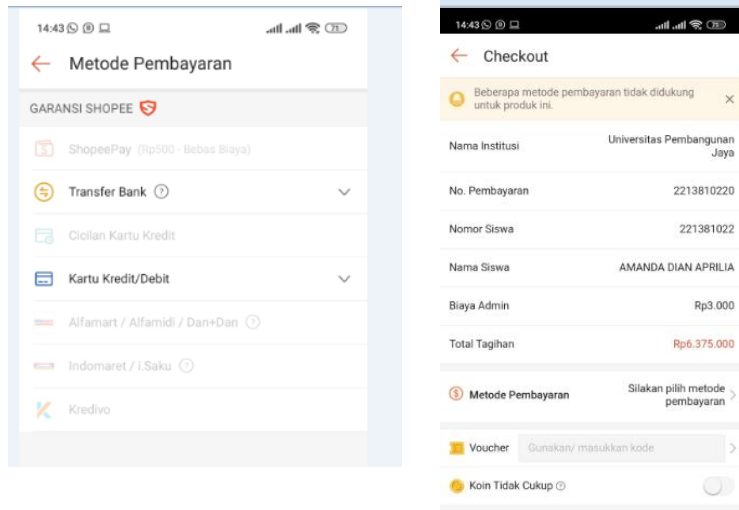 14:43
71
Metode Pembayaran
GARANSI SHOPEE
ShopeePay (Rp500 - Bebas Biaya)
Transfer Bank ?
Cicilan Kartu Kredit
Kartu Kredit/Debit
Alfamart / Alfamidi / Dan+Dan ?
Indomaret / i.Saku ?
Kredivo
14:43
71
Checkout
Beberapa metode pembayaran tidak didukung
untuk produk ini.
Nama Institusi
Universitas Pembangunan
Jaya
No. Pembayaran
2213810220
Nomor Siswa
221381022
Nama Siswa
AMANDA DIAN APRILIA
Biaya Admin
Rp3.000
Total Tagihan
Rp6.375.000
Metode Pembayaran
Silakan pilih metode
pembayaran
Voucher
Gunakan/ masukkan kode
Koin Tidak Cukup ?